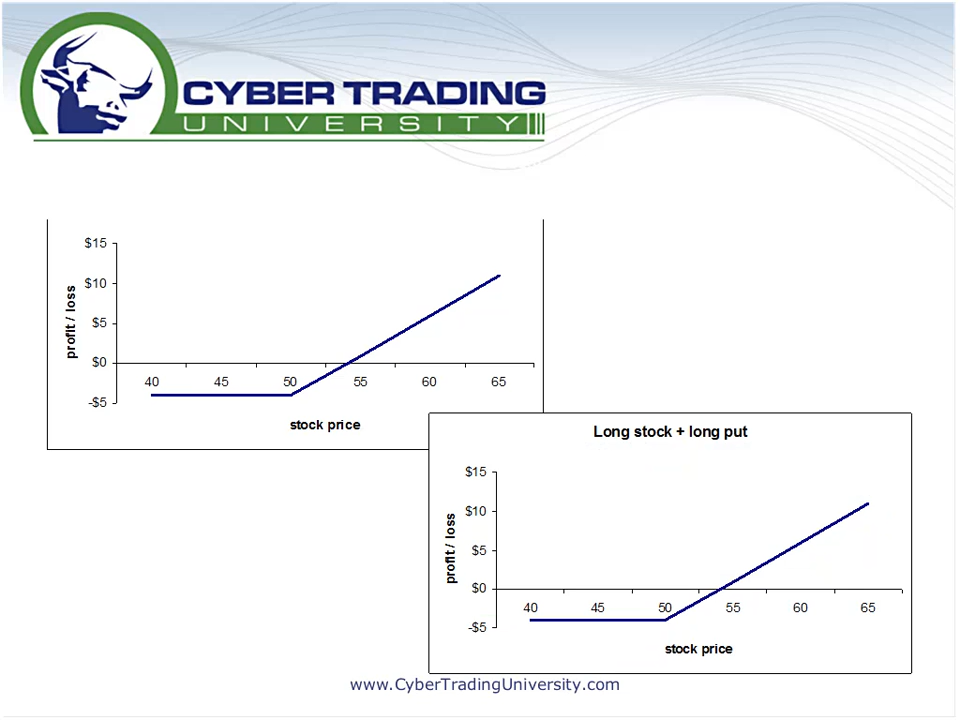 CYBER TRADING
UNIVERSITY
$15
$10
$5
$0
-$5
profit / loss
40 45 50 55 60 65
stock price
Long stock + long put
$15
$10
$5
$0
-$5
profit / loss
40 45 50 55 60 65
stock price
www.CyberTradingUniversity.com